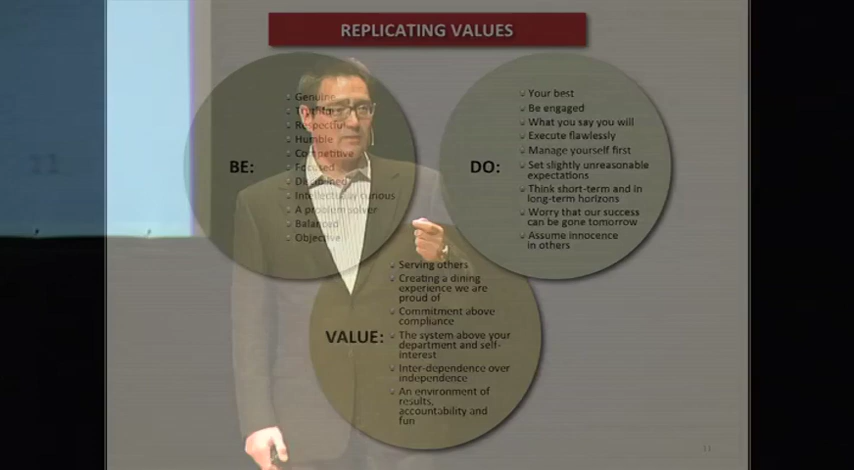 REPLICATING VALUES
BE:
Genuine
Respectful
Humble
Competitive
Focused
Disciplined
Intellectually curious
A problem solver
Balanced
Objective
DO:
Your best
Be engaged
What you say you will
Execute flawlessly
Manage yourself first
Set slightly unreasonable
expectations
Think short-term and in
long-term horizons
Worry that our success
can be gone tomorrow
Assume innocence
in others
VALUE:
Serving others
Creating a dining
experience we are
proud of
Commitment above
compliance
The system above your
department and self-
interest
Inter-dependence over
independence
An environment of
results,
accountability and
fun
11
11